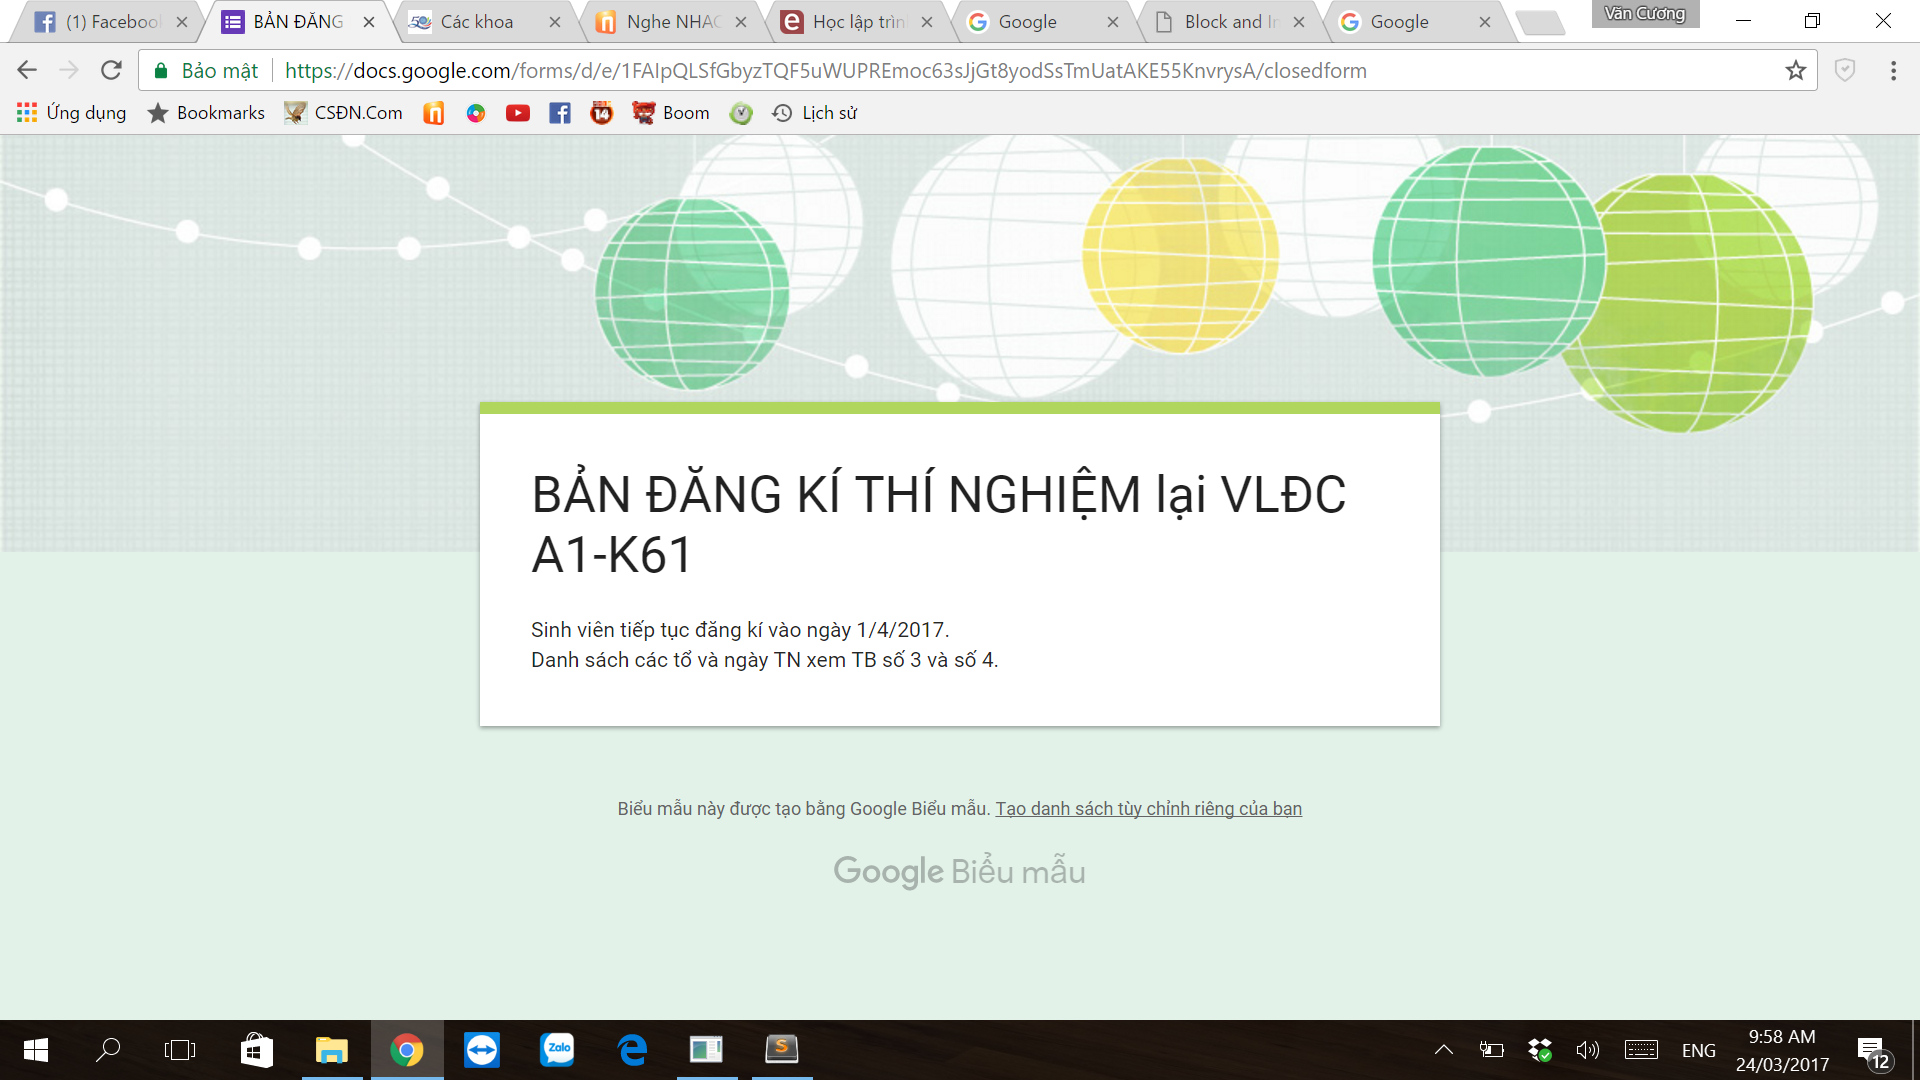 (1) Facebook
BẢN ĐĂNG
Các khoa
Nghe NHAC
Học lập trìn
Google
Block and In
Google
Văn Cương
Bảo mật
https://docs.google.com/forms/d/e/1FAIpQLSfGbyzTQF5uWUPREmoc63sJjGt8yodSsTmUatAKE55KnvrysA/closedform
Ứng dụng
Bookmarks
CSĐN.Com
14
Boom
Lịch sử
BẢN ĐĂNG KÍ THÍ NGHIỆM lại VLĐC
A1-K61
Sinh viên tiếp tục đăng kí vào ngày 1/4/2017.
Danh sách các tổ và ngày TN xem TB số 3 và số 4.
Biểu mẫu này được tạo bằng Google Biểu mẫu. Tạo danh sách tùy chỉnh riêng của bạn
Google Biểu mẫu
Zalo
ENG
9:58 AM
24/03/2017
12